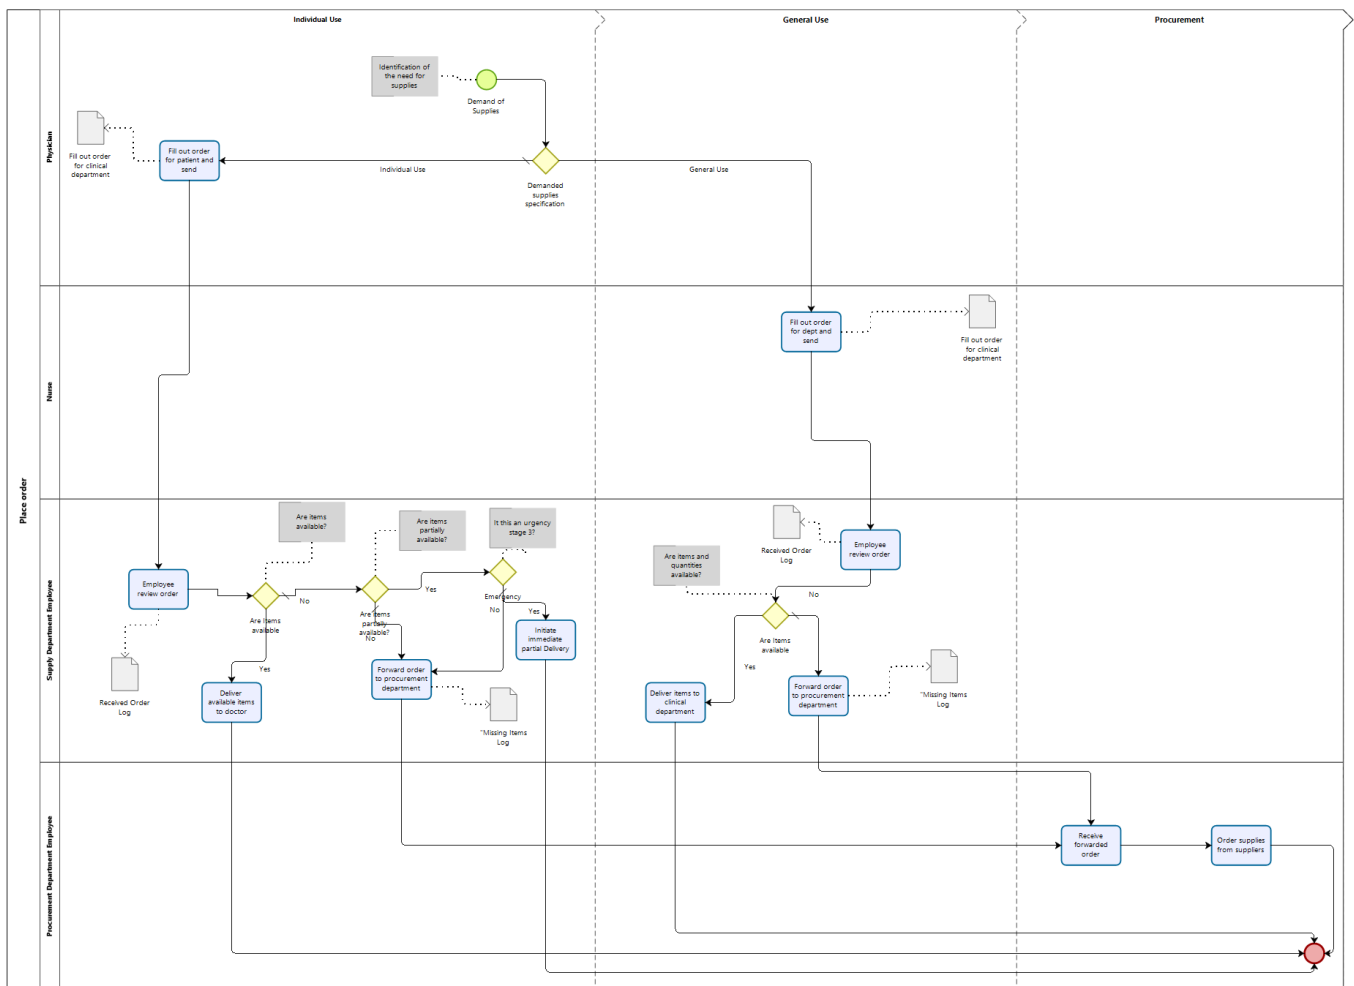 Individual Use
General Use
Procurement
Place order
Physician
Identification of
the need for
supplies
Demand of
Supplies
Fill out order
for clinical
department
Fill out order
for patient and
send
Individual Use
General Use
Demanded
supplies
specification
Nurse
Fill out order
for dept and
send
Fill out order
for clinical
department
Supply Department Employee
Are items
available?
Are items
partially
available?
It this an urgency
stage 3?
Employee
review order
Are Items
available
No
Are items
partially
available?
Yes
No
Emergency
No
Yes
Initiate
immediate
partial Delivery
Received Order
Log
Yes
Deliver
available items
to doctor
Forward order
to procurement
department
"Missing Items
Log
Received Order
Log
Employee
review order
Are items and
quantities
available?
No
Are Items
available
Yes
Deliver items to
clinical
department
Forward order
to procurement
department
"Missing Items
Log
Procurement Department Employee
Receive
forwarded
order
Order supplies
from suppliers